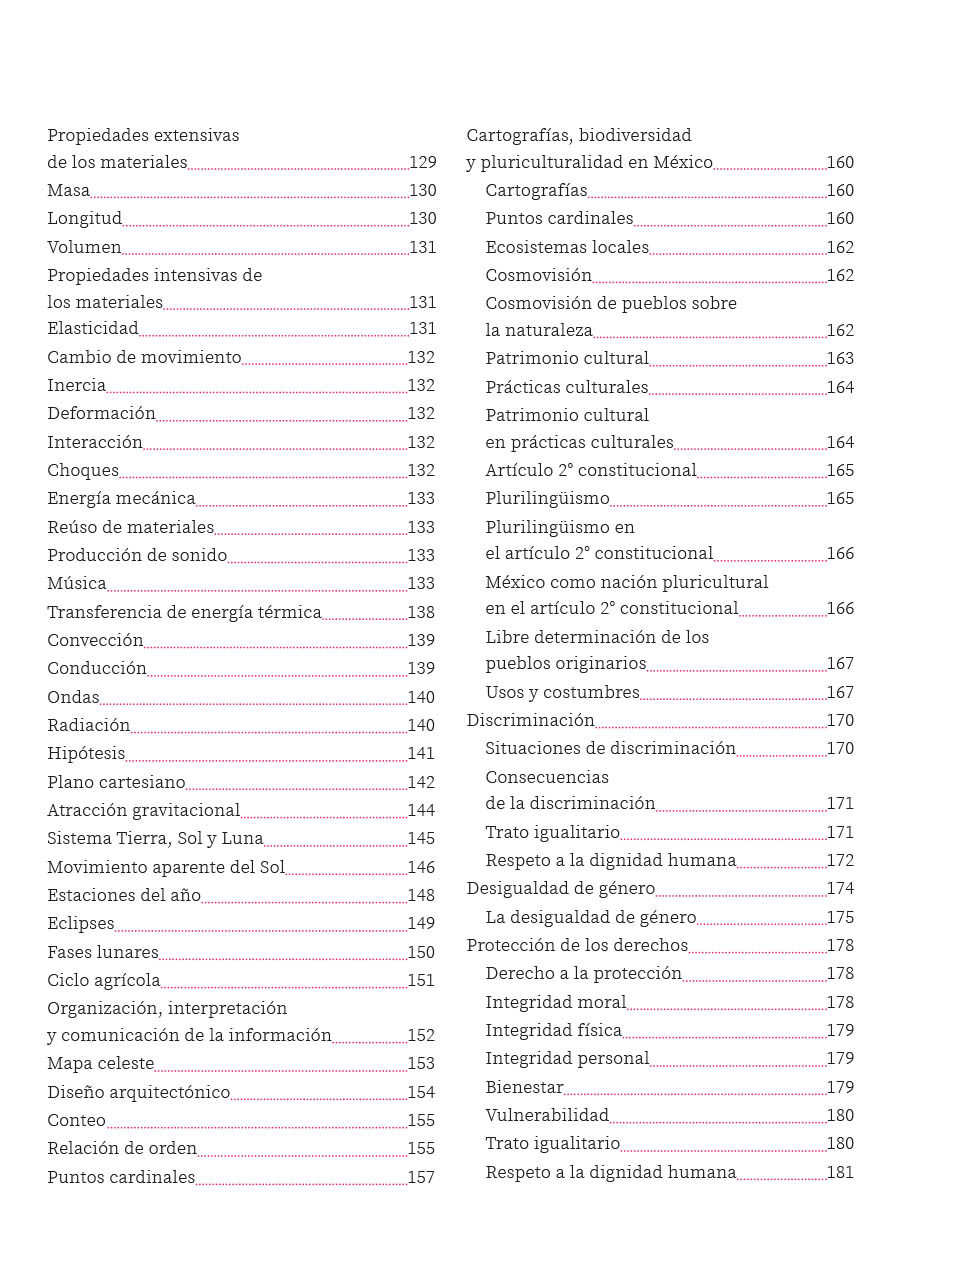 Propiedades extensivas
de los materiales 129
Masa 130
Longitud 130
Volumen 131
Propiedades intensivas de
los materiales 131
Elasticidad 131
Cambio de movimiento 132
Inercia 132
Deformación 132
Interacción 132
Choques 132
Energía mecánica 133
Reúso de materiales 133
Producción de sonido 133
Música 133
Transferencia de energía térmica 138
Convección 139
Conducción 139
Ondas 140
Radiación 140
Hipótesis 141
Plano cartesiano 142
Atracción gravitacional 144
Sistema Tierra, Sol y Luna 145
Movimiento aparente del Sol 146
Estaciones del año 148
Eclipses 149
Fases lunares 150
Ciclo agrícola 151
Organización, interpretación
y comunicación de la información 152
Mapa celeste 153
Diseño arquitectónico 154
Conteo 155
Relación de orden 155
Puntos cardinales 157
Cartografías, biodiversidad
y pluriculturalidad en México 160
Cartografías 160
Puntos cardinales 160
Ecosistemas locales 162
Cosmovisión 162
Cosmovisión de pueblos sobre
la naturaleza 162
Patrimonio cultural 163
Prácticas culturales 164
Patrimonio cultural
en prácticas culturales 164
Artículo 2° constitucional 165
Plurilingüismo 165
Plurilingüismo en
el artículo 2° constitucional 166
México como nación pluricultural
en el artículo 2° constitucional 166
Libre determinación de los
pueblos originarios 167
Usos y costumbres 167
Discriminación 170
Situaciones de discriminación 170
Consecuencias
de la discriminación 171
Trato igualitario 171
Respeto a la dignidad humana 172
Desigualdad de género 174
La desigualdad de género 175
Protección de los derechos 178
Derecho a la protección 178
Integridad moral 178
Integridad física 179
Integridad personal 179
Bienestar 179
Vulnerabilidad 180
Trato igualitario 180
Respeto a la dignidad humana 181